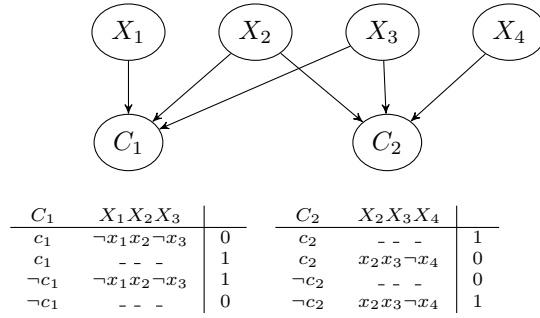 X₁ X₂ X₃ X₄
C₁ C₂
C₁ X₁X₂X₃
c₁ ¬x₁x₂¬x₃ 0
c₁ _ _ _ 1
¬c₁ ¬x₁x₂¬x₃ 1
¬c₁ _ _ _ 0
C₂ X₂X₃X₄
c₂ _ _ _ 1
c₂ x₂x₃¬x₄ 0
¬c₂ _ _ _ 0
¬c₂ x₂x₃¬x₄ 1